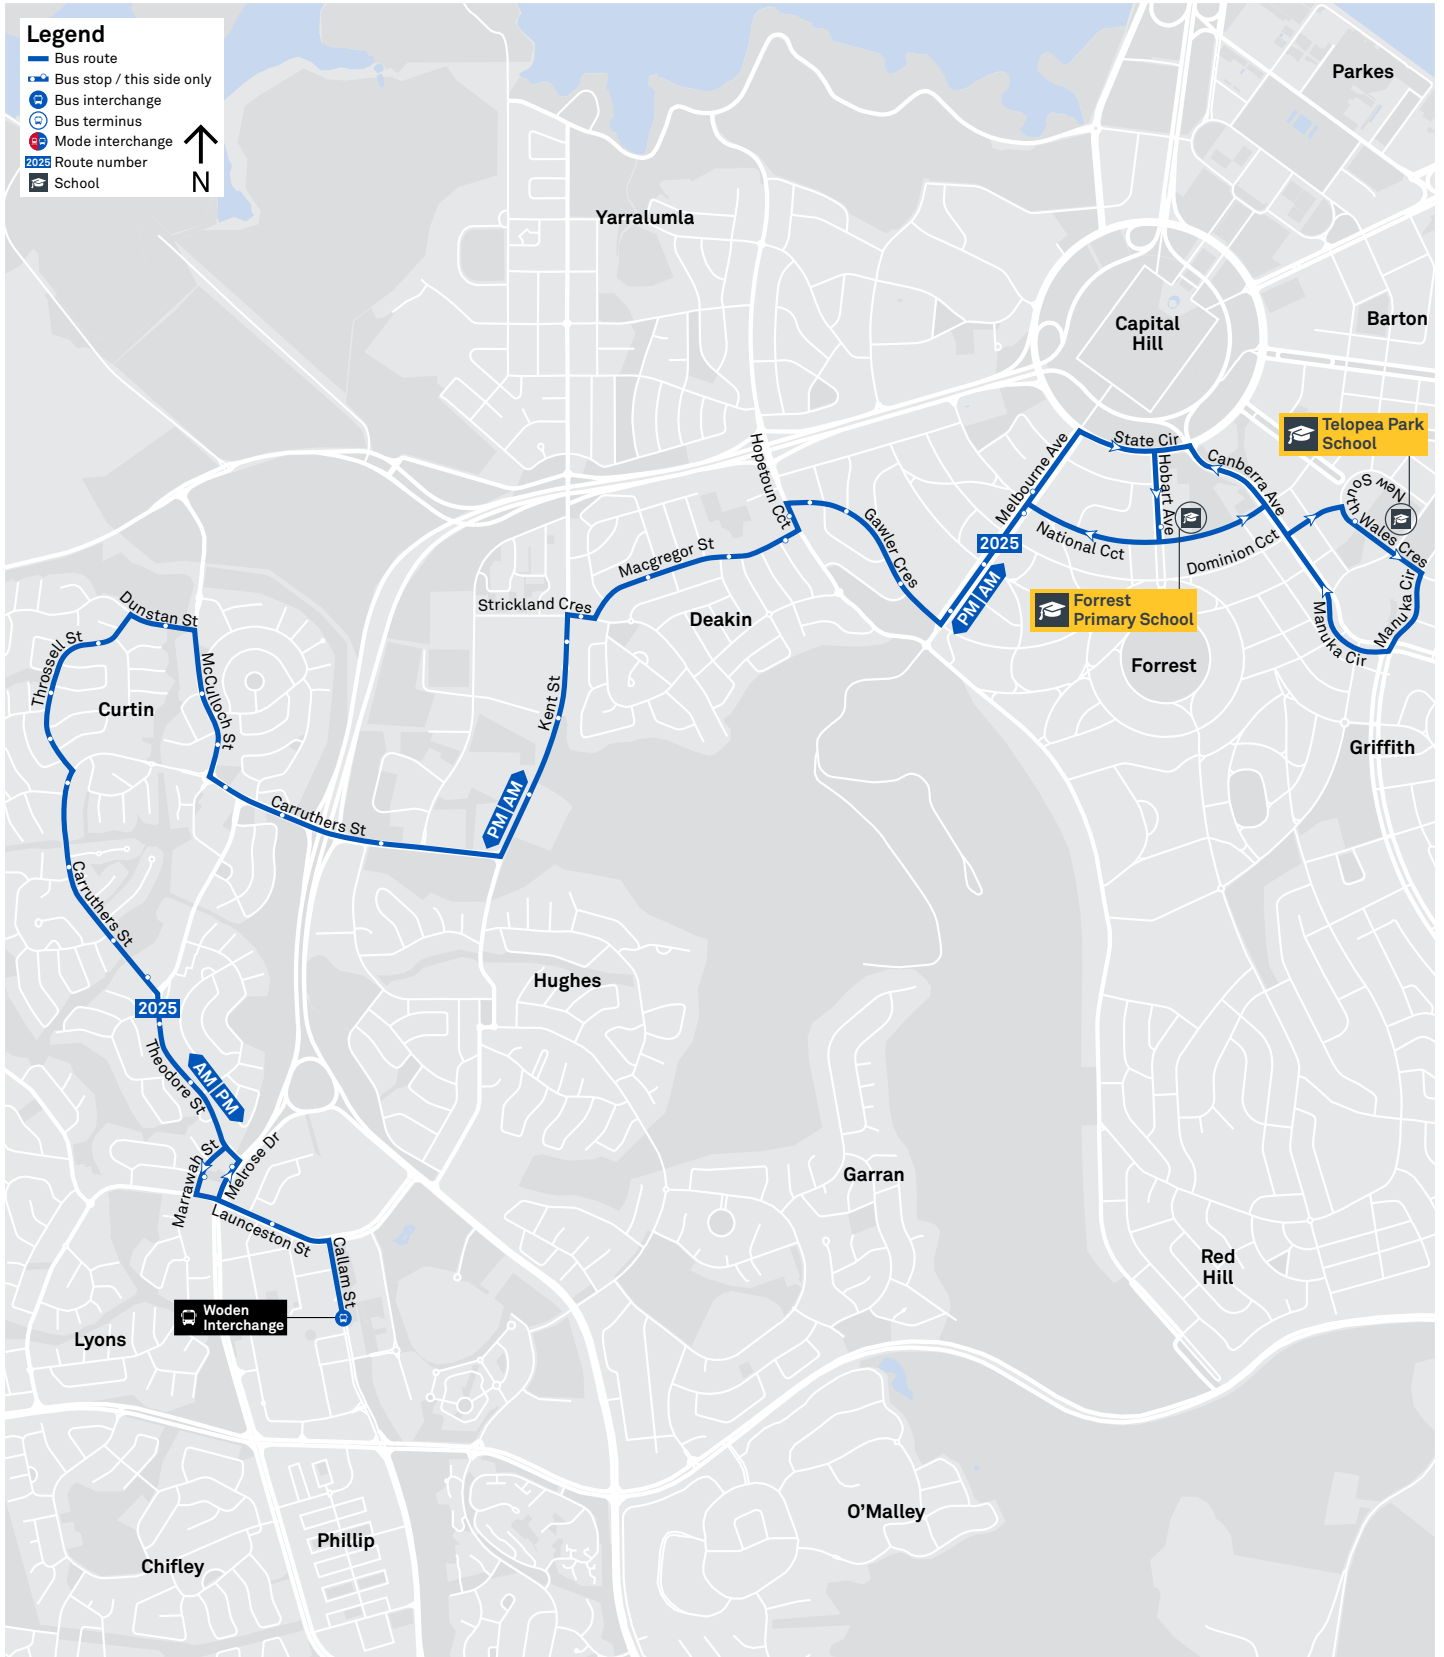 Legend
Bus route
Bus stop / this side only
Bus interchange
Bus terminus
Mode interchange
2025 Route number
School
N
Parkes
Yarralumla
Capital
Hill
Barton
Telopea Park
School
Hopetoun Cct
Melbourne Ave
State Cir
Hobart Ave
Canberra Ave
New
South
Wales Cres
Gawler Cres
National Cct
Dominion Cct
2025
PM | AM
Macgregor St
Strickland Cres
Deakin
Forrest
Primary School
Manuka Cir
Manuka Cir
Forrest
Griffith
Dunstan St
Throssell St
McCulloch St
Curtin
Kent St
PM | AM
Carruthers St
Carruthers St
Hughes
2025
Theodore St
AM | PM
Marrawah St
Melrose Dr
Launceston St
Callam St
Garran
Red
Hill
Woden
Interchange
Lyons
O'Malley
Phillip
Chifley